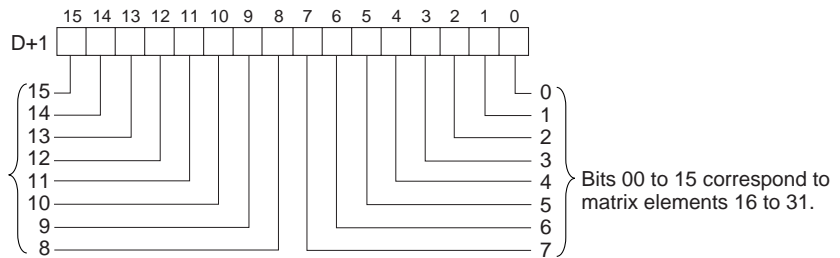 15 14 13 12 11 10 9 8 7 6 5 4 3 2 1 0
D+1
15 0
14 1
13 2
12 3
11 4
10 5
9 6
8 7
Bits 00 to 15 correspond to
matrix elements 16 to 31.